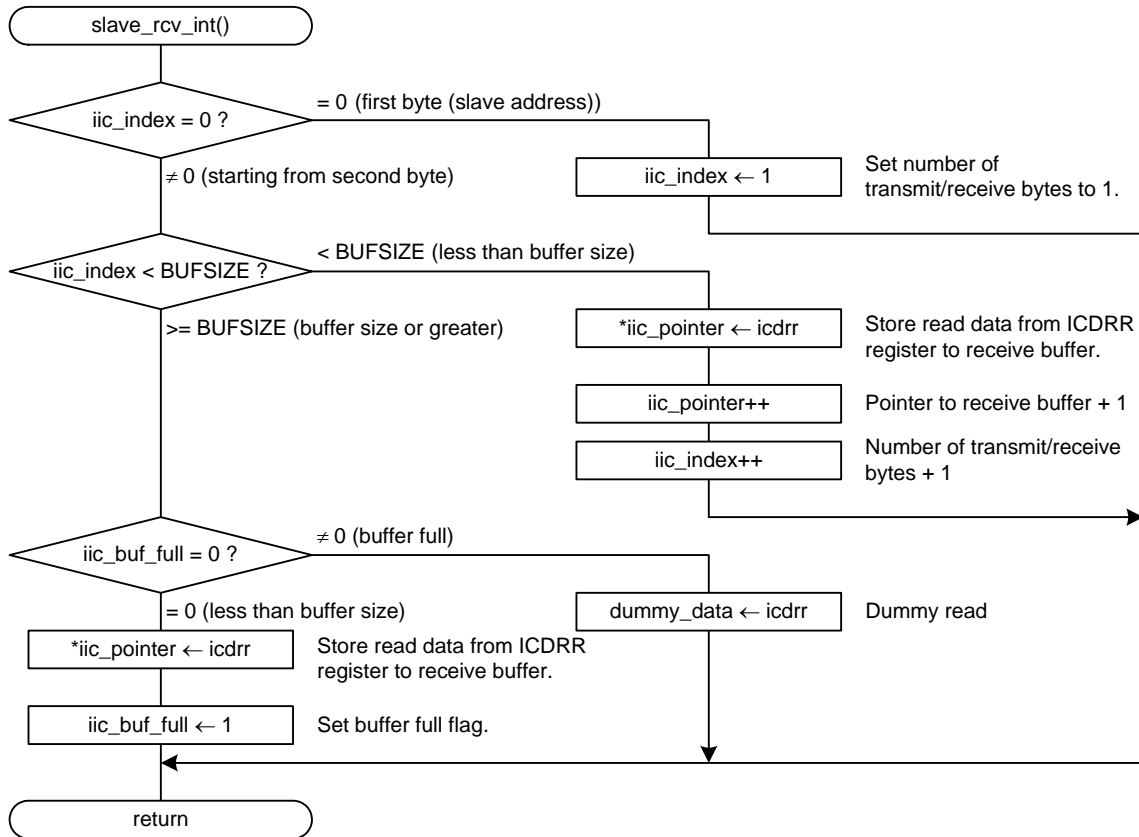 slave_rcv_int()
= 0 (first byte (slave address))
iic_index = 0 ?
iic_index ← 1
Set number of
transmit/receive bytes to 1.
≠ 0 (starting from second byte)
< BUFSIZE (less than buffer size)
iic_index < BUFSIZE ?
>= BUFSIZE (buffer size or greater)
*iic_pointer ← icdrr
Store read data from ICDRR
register to receive buffer.
iic_pointer++
Pointer to receive buffer + 1
iic_index++
Number of transmit/receive
bytes + 1
≠ 0 (buffer full)
iic_buf_full = 0 ?
= 0 (less than buffer size)
dummy_data ← icdrr
Dummy read
*iic_pointer ← icdrr
Store read data from ICDRR
register to receive buffer.
iic_buf_full ← 1
Set buffer full flag.
return